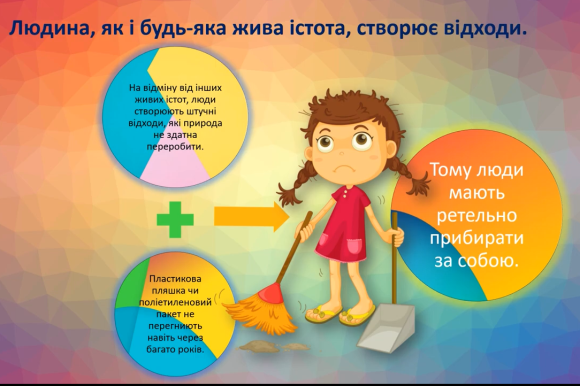 Людина, як і будь-яка жива істота, створює відходи.
На відміну від інших
живих істот, люди
створюють штучні
відходи, які природа
не здатна
переробити.
Пластикова
пляшка чи
поліетиленовий
пакет не
перегниють
навіть через
багато років.
Тому люди
мають
ретельно
прибирати
за собою.